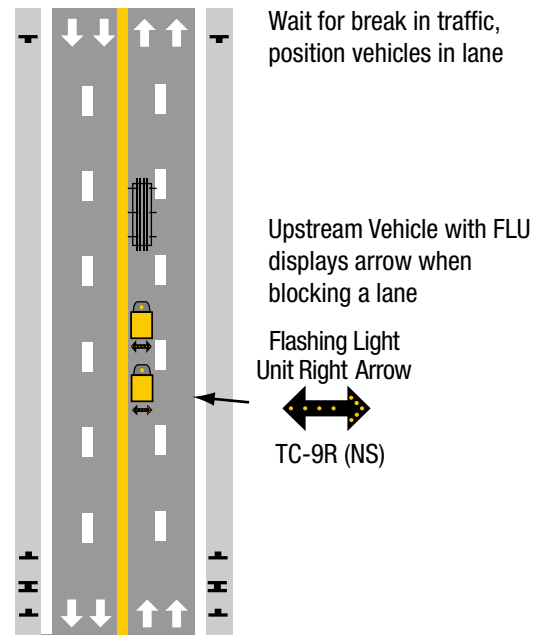 Wait for break in traffic,
position vehicles in lane
Upstream Vehicle with FLU
displays arrow when
blocking a lane
Flashing Light
Unit Right Arrow
TC-9R (NS)